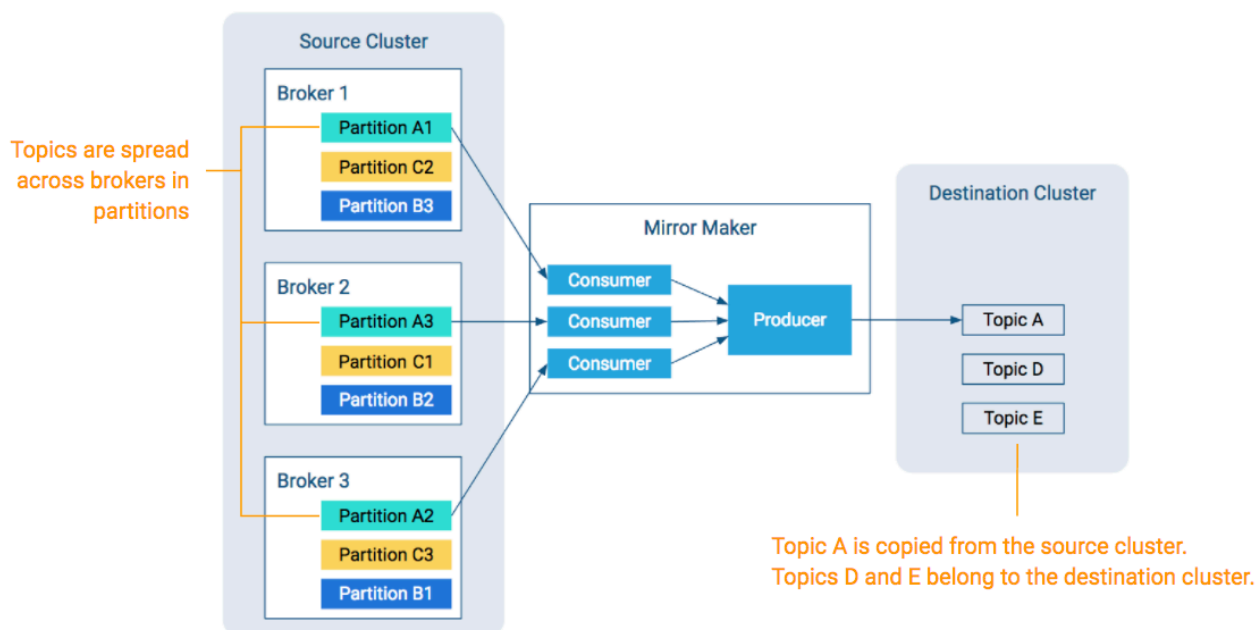 Source Cluster
Broker 1
Partition A1
Partition C2
Partition B3
Topics are spread
across brokers in
partitions
Broker 2
Partition A3
Partition C1
Partition B2
Broker 3
Partition A2
Partition C3
Partition B1
Mirror Maker
Consumer
Consumer
Consumer
Producer
Destination Cluster
Topic A
Topic D
Topic E
Topic A is copied from the source cluster.
Topics D and E belong to the destination cluster.